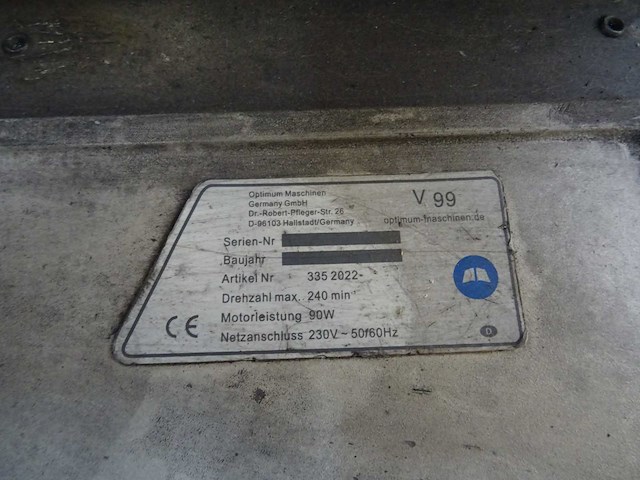 Optimum Maschinen
Germany GmbH
Dr.-Robert-Pfleger-Str. 26
D-96103 Hallstadt/Germany
V 99
optimum-maschinen.de
Serien-Nr
Baujahr
Artikel Nr 335 2022-
Drehzahl max. 240 min
Motorleistung 90W
Netzanschluss 230V ~ 50/60Hz
CE
D